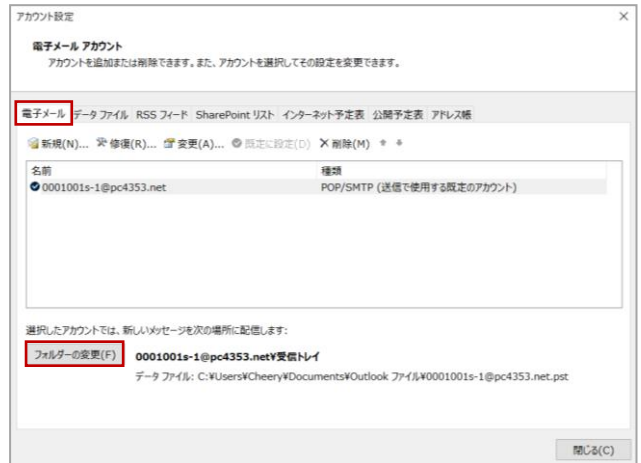 アカウント設定
電子メール アカウント
アカウントを追加または削除できます。また、アカウントを選択してその設定を変更できます。
電子メール データ ファイル RSS フィード SharePoint リスト インターネット予定表 公開予定表 アドレス帳
新規(N)... 修復(R)... 変更(A)... 既定に設定(D) 削除(M)
名前 種類
0001001s-1@pc4353.net POP/SMTP (送信で使用する既定のアカウント)
選択したアカウントでは、新しいメッセージを次の場所に配信します:
フォルダーの変更(F) 0001001s-1@pc4353.net¥受信トレイ
データ ファイル: C:¥Users¥Cheery¥Documents¥Outlook ファイル¥0001001s-1@pc4353.net.pst
閉じる(C)